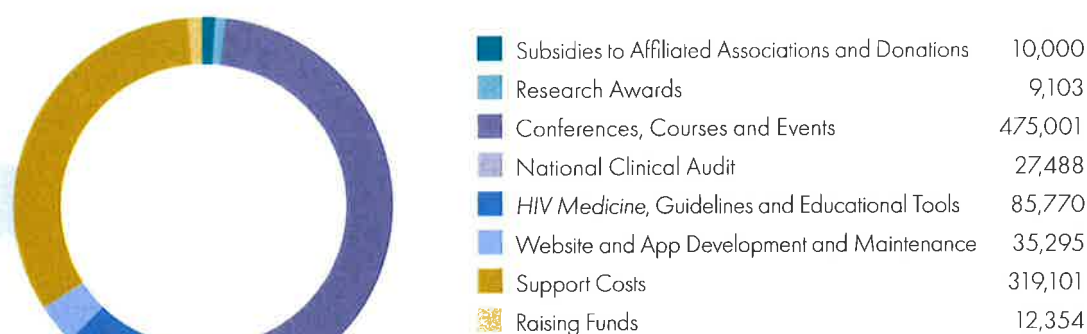 Subsidies to Affiliated Associations and Donations 10,000
Research Awards 9,103
Conferences, Courses and Events 475,001
National Clinical Audit 27,488
HIV Medicine, Guidelines and Educational Tools 85,770
Website and App Development and Maintenance 35,295
Support Costs 319,101
Raising Funds 12,354